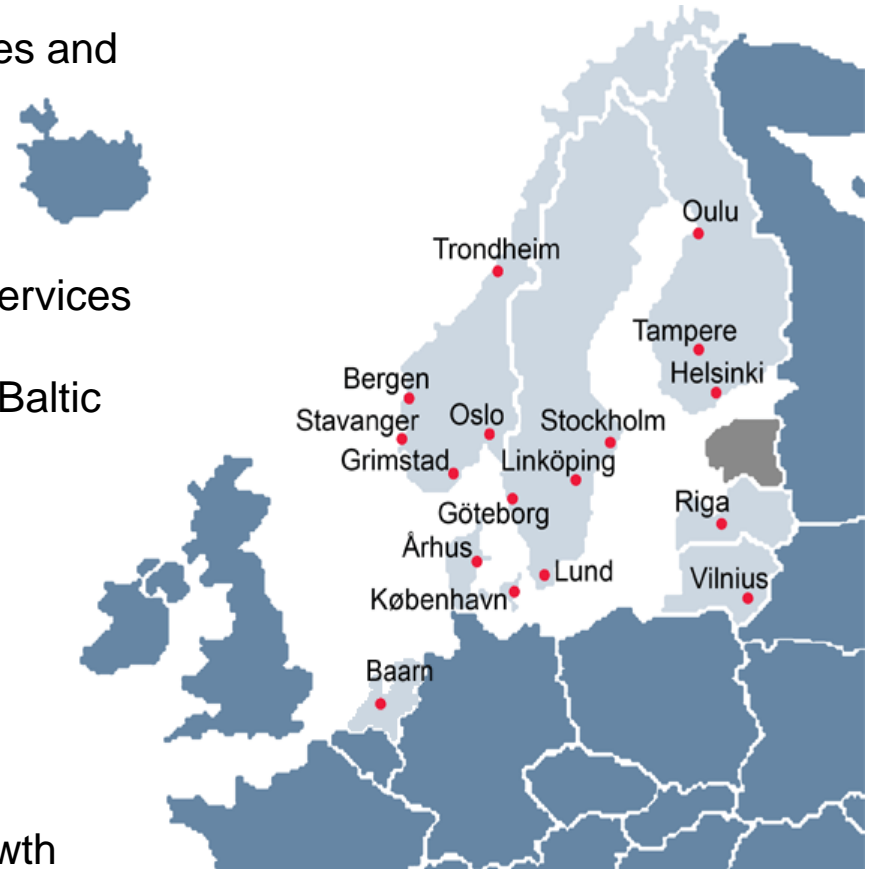 es and
ervices
Baltic
wth
Oulu
Trondheim
Tampere
Helsinki
Bergen
Stavanger
Oslo
Stockholm
Grimstad
Linköping
Göteborg
Riga
Århus
Lund
Vilnius
København
Baarn